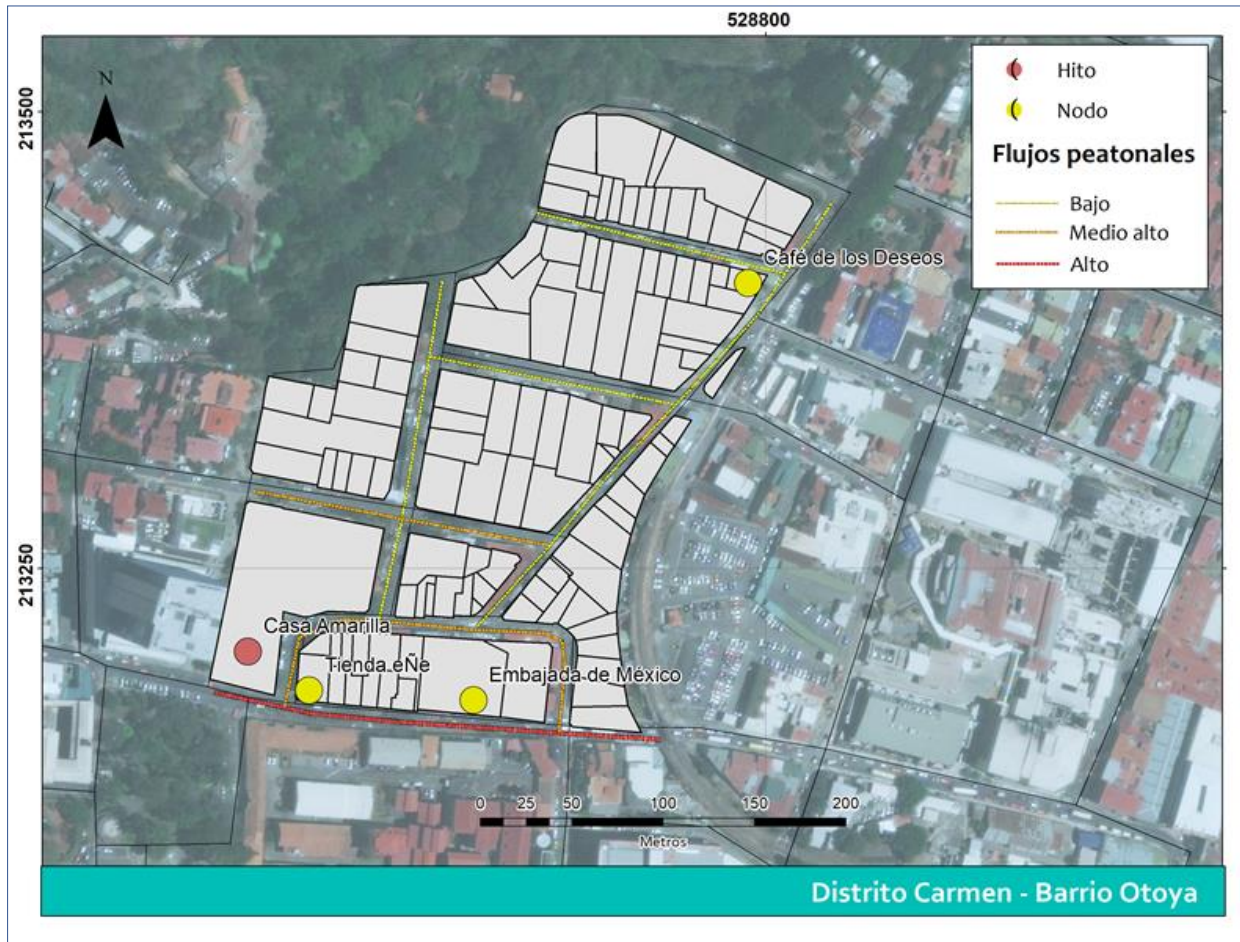 528800
213500
213250
N
Hito
Nodo
Flujos peatonales
Bajo
Medio alto
Alto
Café de los Deseos
Casa Amarilla
Tienda eÑe
Embajada de México
0 25 50 100 150 200
Metros
Distrito Carmen - Barrio Otoya